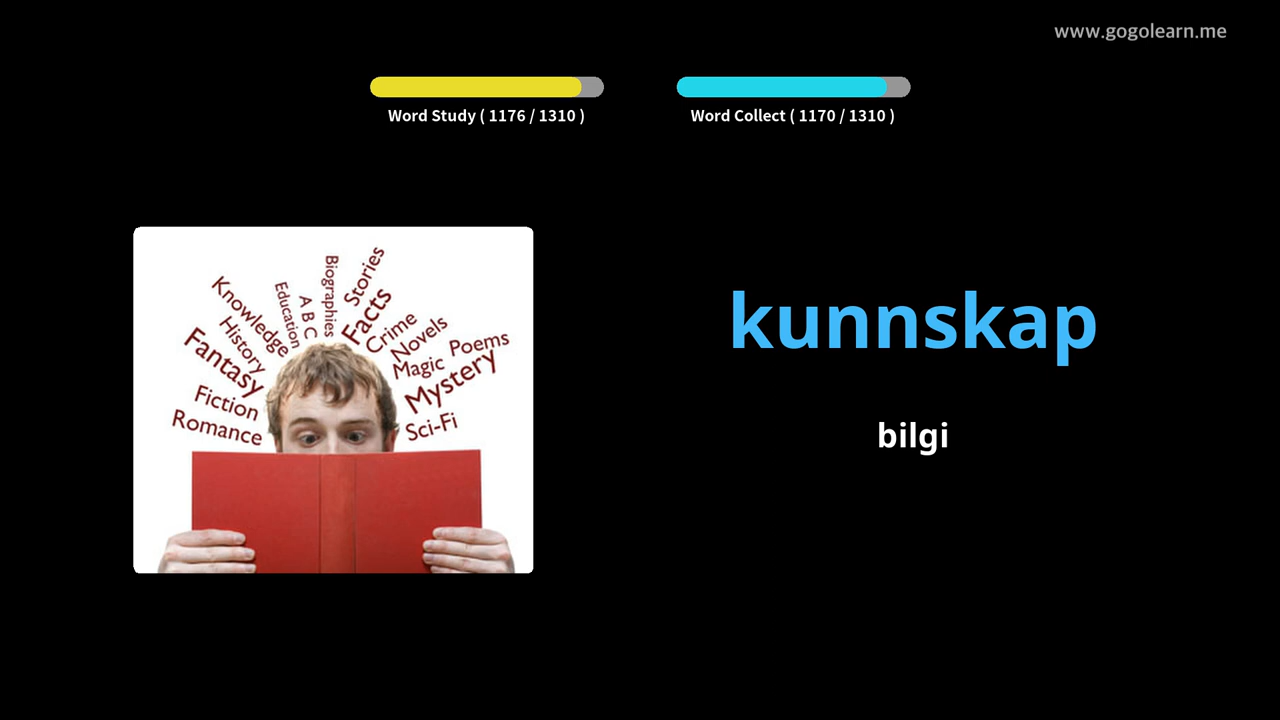 www.gogolearn.me
Word Study ( 1176 / 1310 )
Word Collect ( 1170 / 1310 )
Stories
Biographies
Facts
Education
A B C
Knowledge
Crime
History
Novels
Fantasy
Poems
Magic
Mystery
Fiction
Romance
Sci-Fi
kunnskap
bilgi